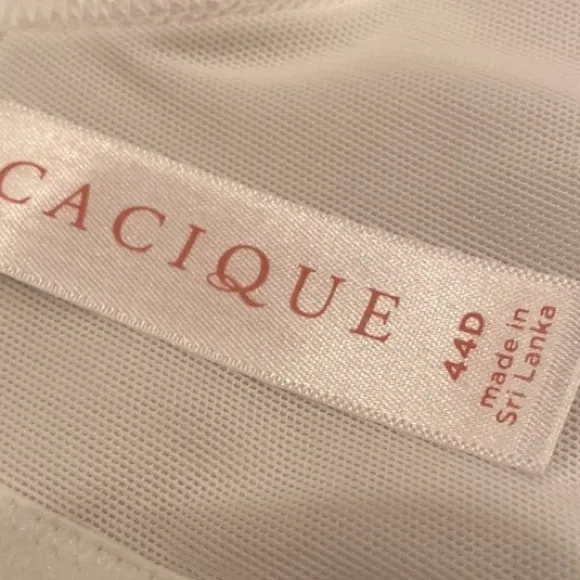 CACIQUE
44D
made in
Sri Lanka